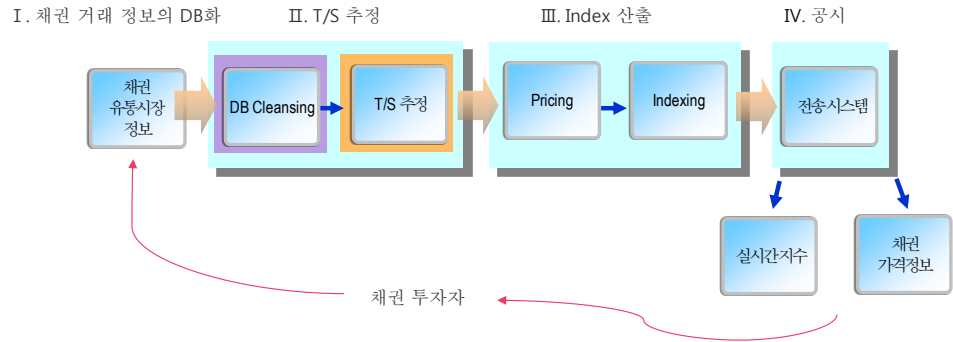 Ⅰ. 채권 거래 정보의 DB화
Ⅱ. T/S 추정
Ⅲ. Index 산출
Ⅳ. 공시
채권
유통시장
정보
DB Cleansing
T/S 추정
Pricing
Indexing
전송시스템
실시간지수
채권
가격정보
채권 투자자